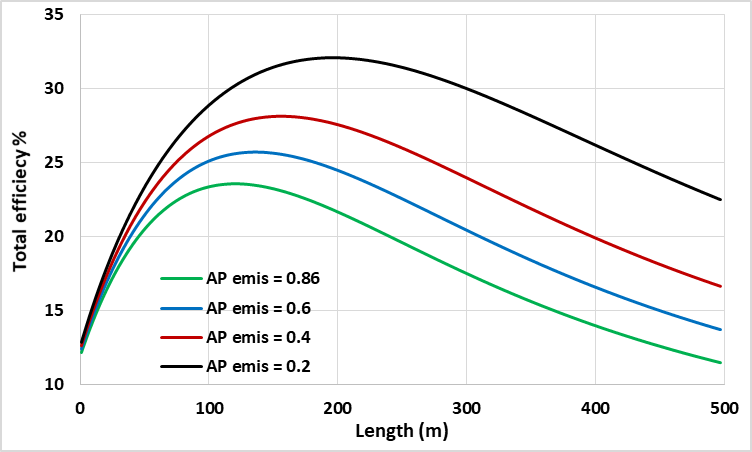 35
30
25
20
15
10
Total efficiecy %
AP emis = 0.86
AP emis = 0.6
AP emis = 0.4
AP emis = 0.2
0 100 200 300 400 500
Length (m)